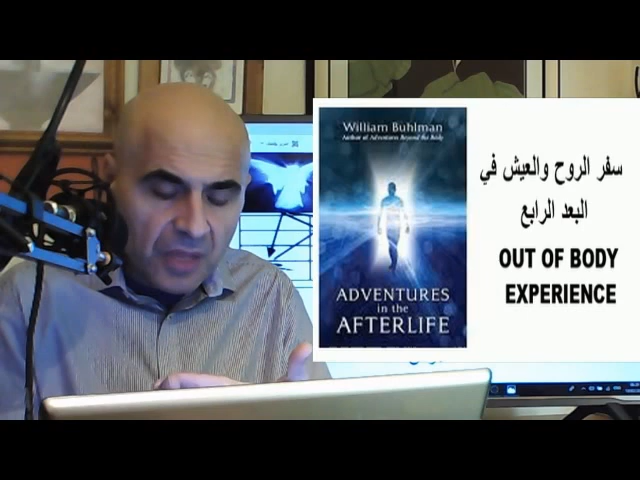 William Buhlman
Author of Adventures Beyond the Body
ADVENTURES
in the
AFTERLIFE
سفر الروح والعيش في
البعد الرابع
OUT OF BODY
EXPERIENCE